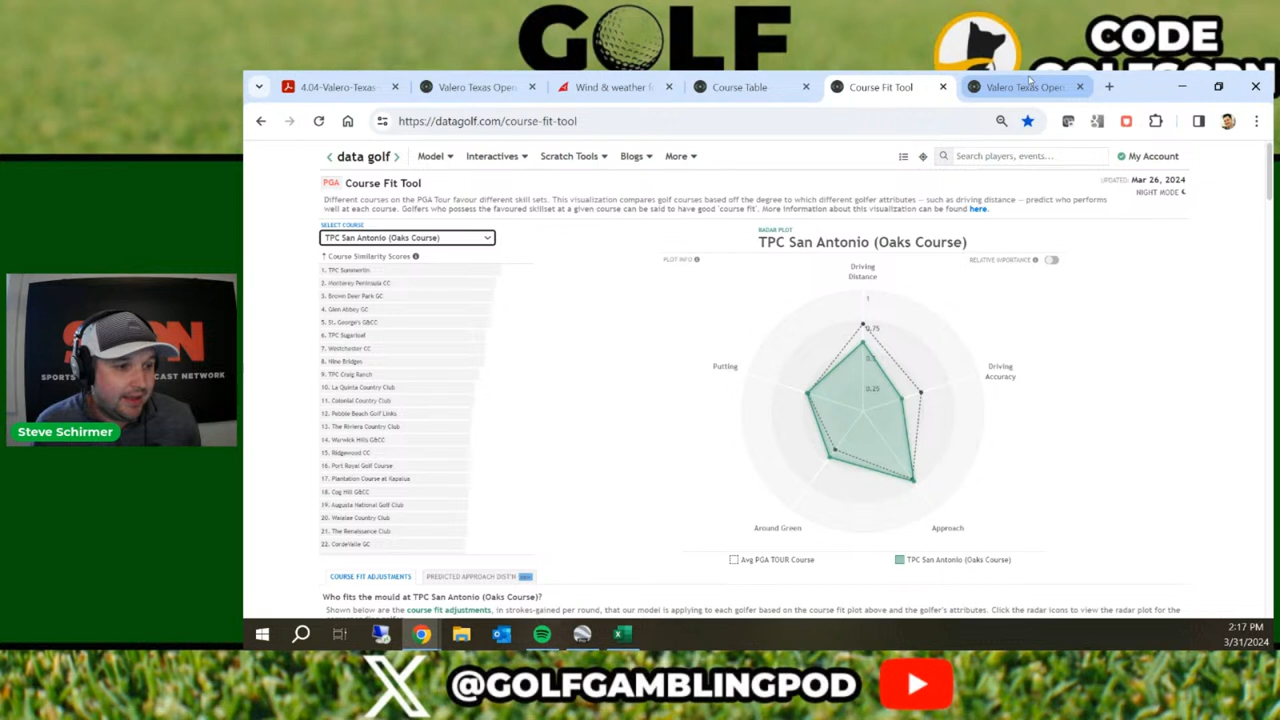 GOLF
CODE
4.04-Valero-Texas-
Valero Texas Open
Wind & weather f
Course Table
Course Fit Tool
Valero Texas Open
https://datagolf.com/course-fit-tool
data golf
Model
Interactives
Scratch Tools
Blogs
More
Search players, events...
My Account
PGA Course Fit Tool
UPDATED: Mar 26, 2024
NIGHT MODE
Different courses on the PGA Tour favour different skill sets. This visualization compares golf courses based off the degree to which different golfer attributes — such as driving distance — predict who performs
well at each course. Golfers who possess the favoured skillset at a given course can be said to have good 'course fit'. More information about this visualization can be found here.
SELECT COURSE
TPC San Antonio (Oaks Course)
Course Similarity Scores
1. TPC Summerlin
2. Monterey Peninsula CC
3. Brown Deer Park GC
4. Glen Abbey GC
5. St. George's G&CC
6. TPC Sugarloaf
7. Westchester CC
8. Nine Bridges
9. TPC Craig Ranch
10. La Quinta Country Club
11. Colonial Country Club
12. Pebble Beach Golf Links
13. The Riviera Country Club
14. Warwick Hills G&CC
15. Ridgewood CC
16. Port Royal Golf Course
17. Plantation Course at Kapalua
18. Cog Hill G&CC
19. Augusta National Golf Club
20. Waialae Country Club
21. The Renaissance Club
22. CordeValle GC
RADAR PLOT
TPC San Antonio (Oaks Course)
PLOT INFO
RELATIVE IMPORTANCE
Driving
Distance
1
0.75
0.5
0.25
Putting
Driving
Accuracy
Around Green
Approach
Avg PGA TOUR Course
TPC San Antonio (Oaks Course)
COURSE FIT ADJUSTMENTS
PREDICTED APPROACH DIST'N
Who fits the mould at TPC San Antonio (Oaks Course)?
Shown below are the course fit adjustments, in strokes-gained per round, that our model is applying to each golfer based on the course fit plot above and the golfer's attributes. Click the radar icons to view the radar plot for the
2:17 PM
3/31/2024
Steve Schirmer
X @GOLFGAMBLINGPOD